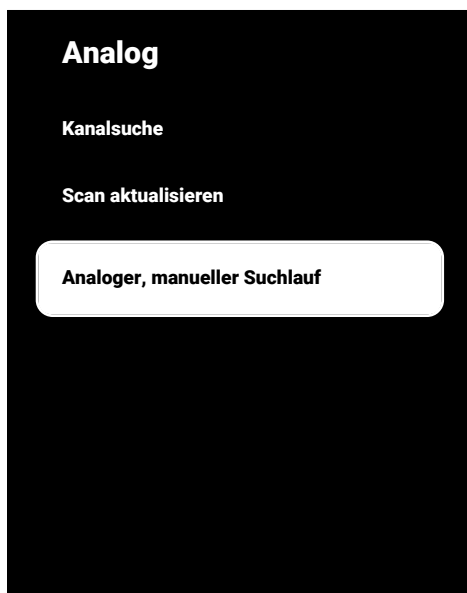 Analog
Kanalsuche
Scan aktualisieren
Analoger, manueller Suchlauf